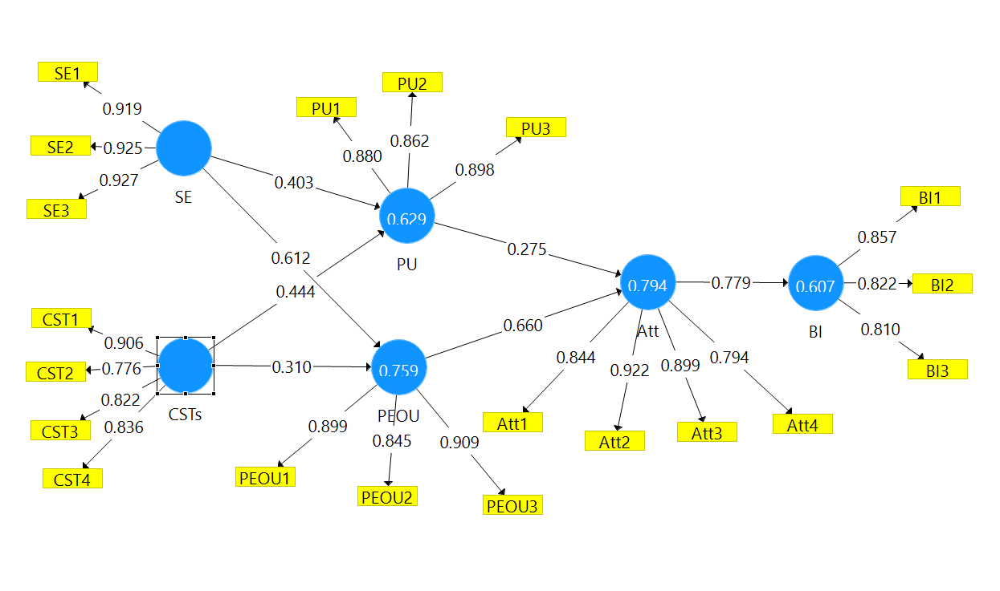 SE1
0.919
SE2
0.925
0.927
SE3
SE
0.403
0.612
0.444
PU1
0.880
PU2
0.862
PU3
0.898
0.629
PU
0.275
CST1
0.906
CST2
0.776
0.822
CST3
0.836
CST4
CSTs
0.310
0.759
PEOU
0.899
PEOU1
0.845
PEOU2
0.909
PEOU3
0.660
0.794
Att
0.844
Att1
0.922
Att2
0.899
Att3
0.794
Att4
0.779
0.607
BI
BI1
0.857
0.822
BI2
0.810
BI3